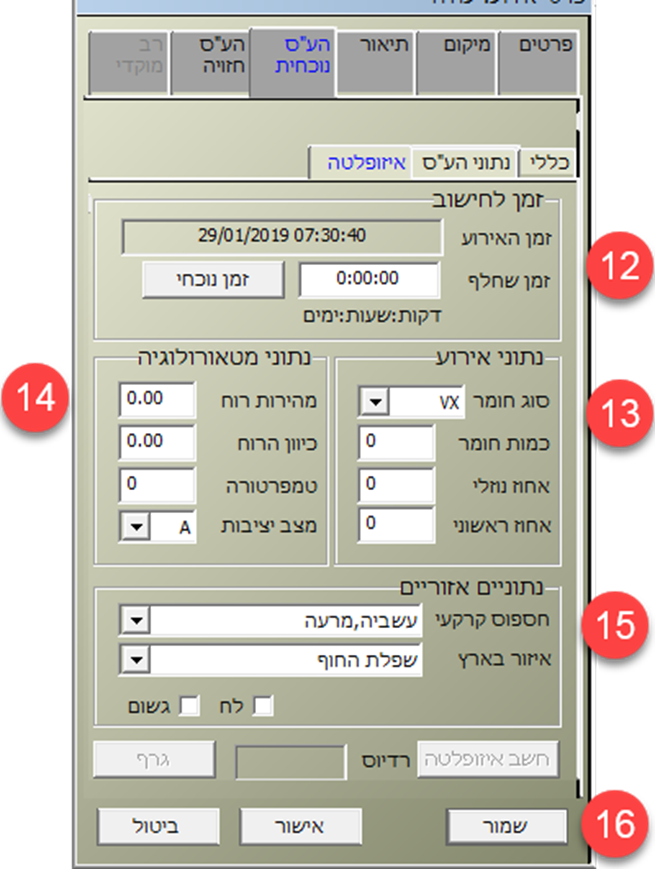 פרטים מיקום תיאור הע"ס נוכחית הע"ס חזויה רב מוקדי
כללי נתוני הע"ס איזופלטה
זמן לחישוב
זמן האירוע 29/01/2019 07:30:40
12
זמן שחלף 0:00:00 זמן נוכחי
דקות:שעות:ימים
נתוני אירוע
13
סוג חומר VX
כמות חומר 0
אחוז נוזלי 0
אחוז ראשוני 0
נתוני מטאורולוגיה
14
מהירות רוח 0.00
כיוון הרוח 0.00
טמפרטורה 0
מצב יציבות A
נתוניים אזוריים
15
חספוס קרקעי עשביה,מרעה
איזור בארץ שפלת החוף
לח גשום
חשב איזופלטה רדיוס גרף
16
שמור אישור ביטול